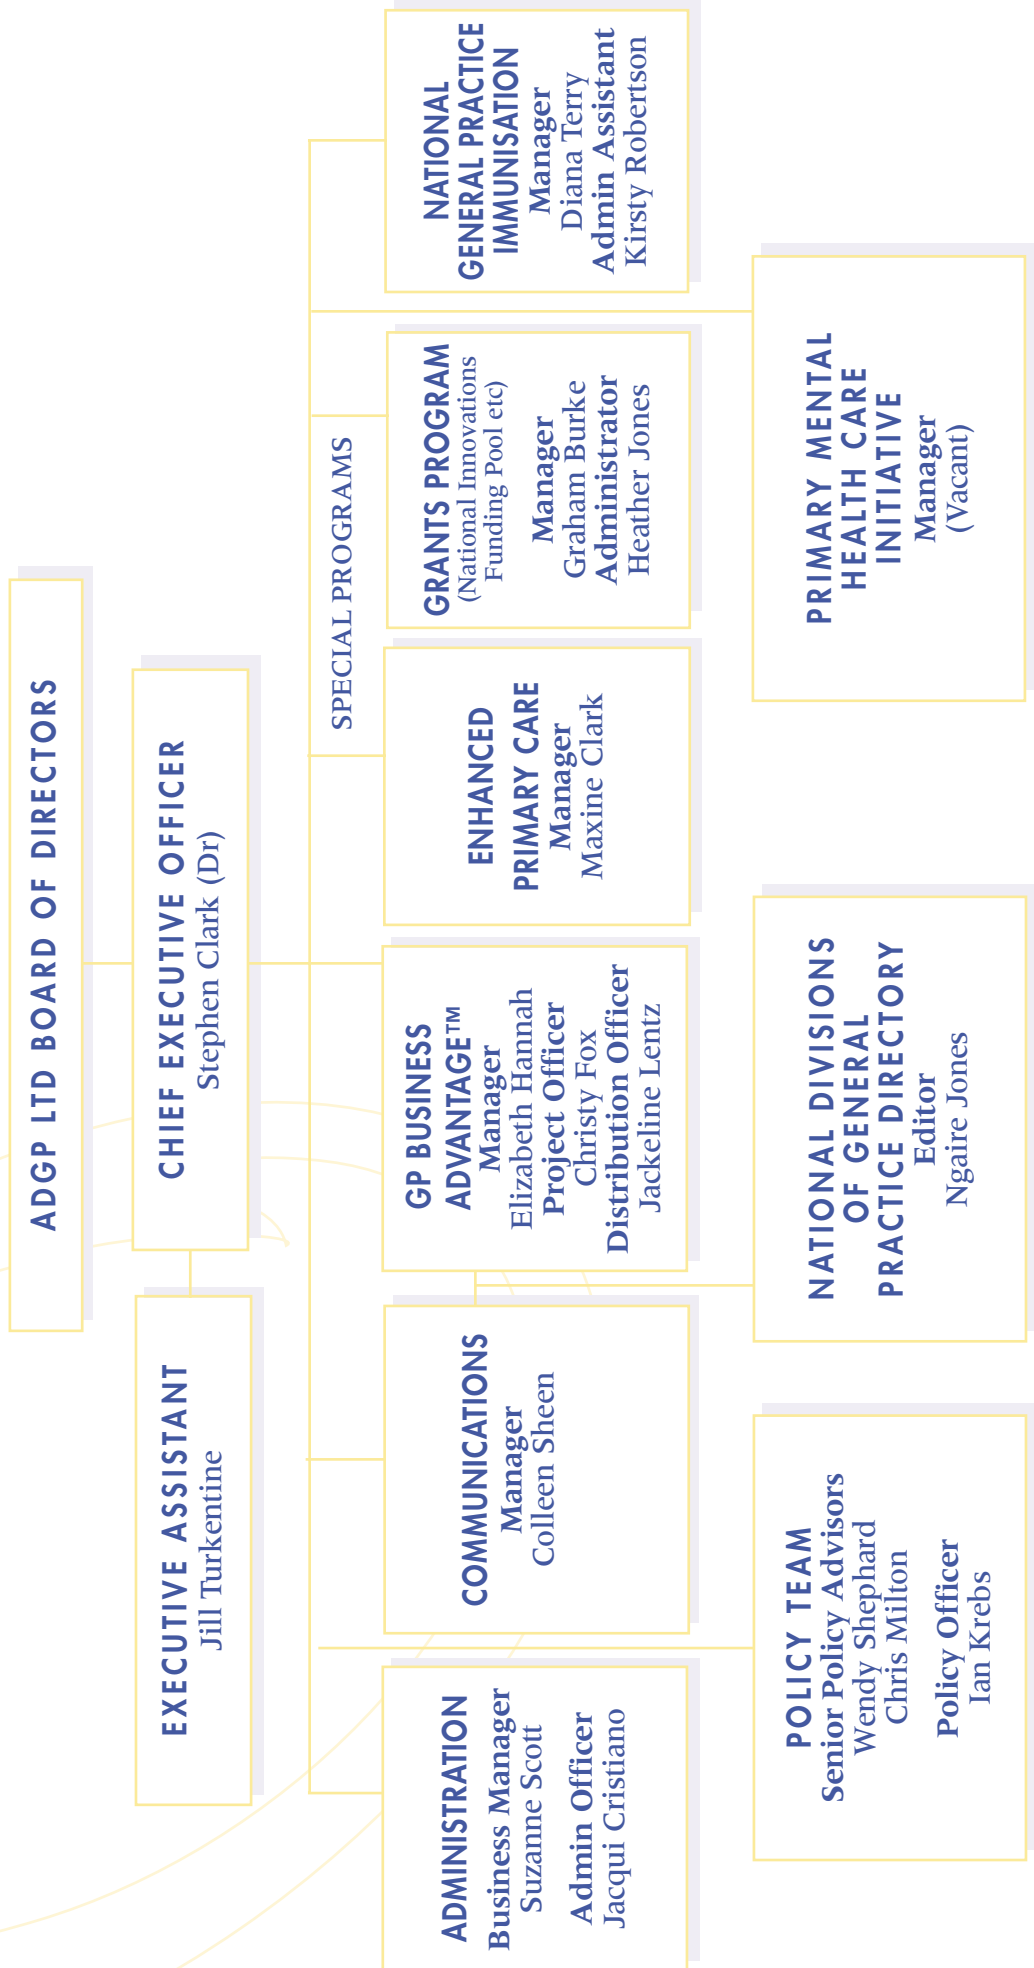 ADGP LTD BOARD OF DIRECTORS
EXECUTIVE ASSISTANT
Jill Turkentine
CHIEF EXECUTIVE OFFICER
Stephen Clark (Dr)
SPECIAL PROGRAMS
ADMINISTRATION
Business Manager
Suzanne Scott
Admin Officer
Jacqui Cristiano
COMMUNICATIONS
Manager
Colleen Sheen
GP BUSINESS
ADVANTAGE™
Manager
Elizabeth Hannah
Project Officer
Christy Fox
Distribution Officer
Jackeline Lentz
ENHANCED
PRIMARY CARE
Manager
Maxine Clark
GRANTS PROGRAM
(National Innovations
Funding Pool etc)
Manager
Graham Burke
Administrator
Heather Jones
NATIONAL
GENERAL PRACTICE
IMMUNISATION
Manager
Diana Terry
Admin Assistant
Kirsty Robertson
POLICY TEAM
Senior Policy Advisors
Wendy Shephard
Chris Milton
Policy Officer
Ian Krebs
NATIONAL DIVISIONS
OF GENERAL
PRACTICE DIRECTORY
Editor
Ngaire Jones
PRIMARY MENTAL
HEALTH CARE
INITIATIVE
Manager
(Vacant)